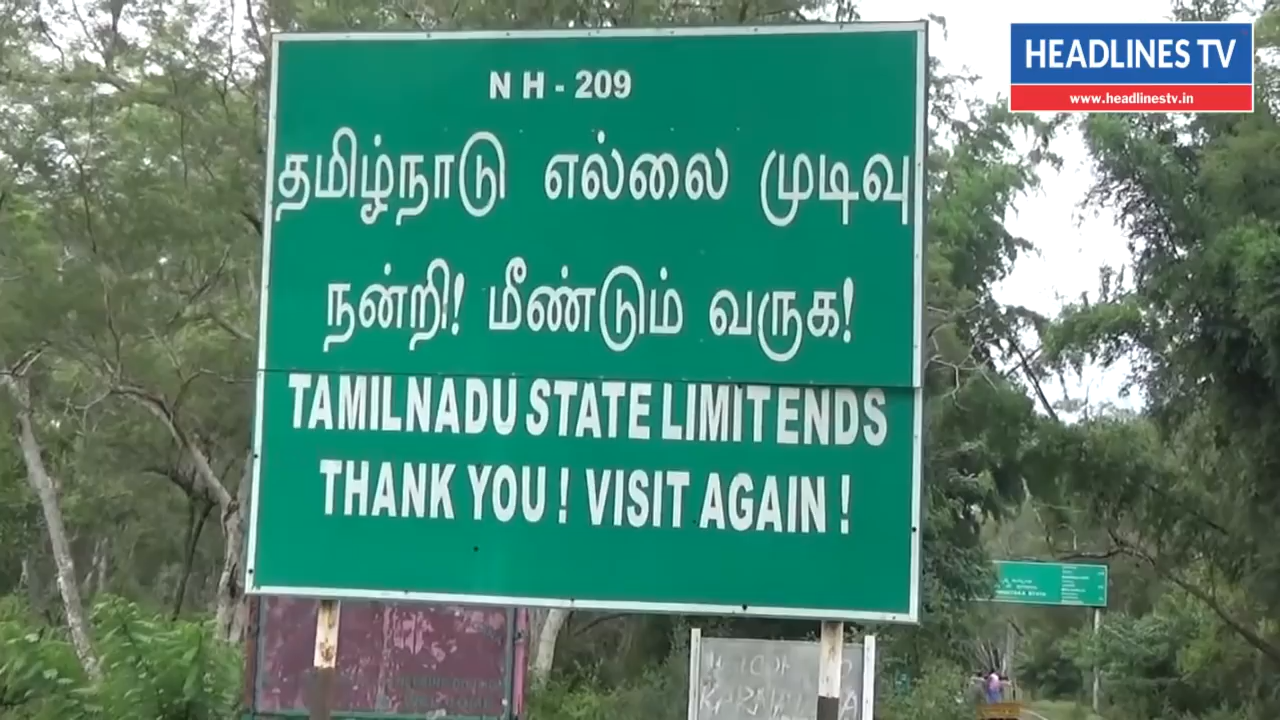 HEADLINES TV
www.headlinestv.in
N H - 209
தமிழ்நாடு எல்லை முடிவு
நன்றி! மீண்டும் வருக!
TAMILNADU STATE LIMIT ENDS
THANK YOU ! VISIT AGAIN !